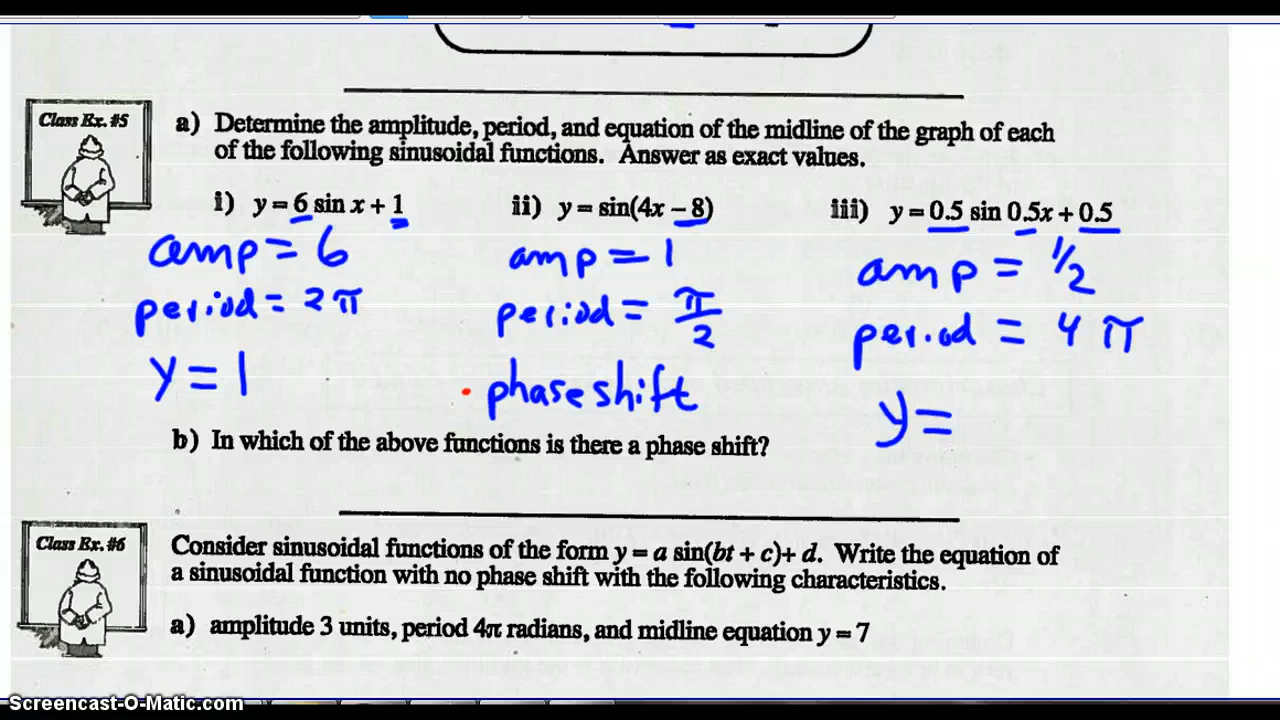 Class Ex. #5
a) Determine the amplitude, period, and equation of the midline of the graph of each
of the following sinusoidal functions. Answer as exact values.
i) y = 6 sin x + 1 ii) y = sin(4x – 8) iii) y = 0.5 sin 0.5x + 0.5
amp = 6 amp = 1 amp = 1/2
period = 2π period = π/2 period = 4π
y = 1 phase shift y =
b) In which of the above functions is there a phase shift?
Class Ex. #6
Consider sinusoidal functions of the form y = a sin(bt + c)+ d. Write the equation of
a sinusoidal function with no phase shift with the following characteristics.
a) amplitude 3 units, period 4π radians, and midline equation y = 7
Screencast-O-Matic.com